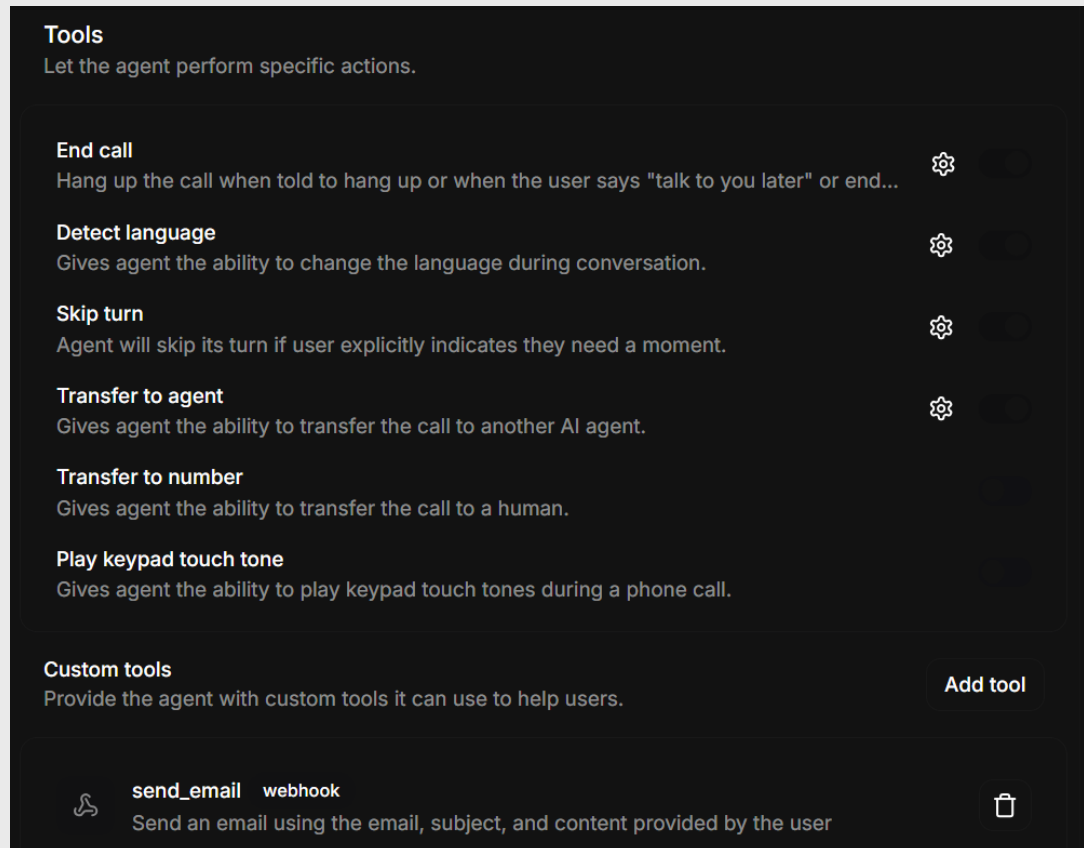 Tools
Let the agent perform specific actions.
End call
Hang up the call when told to hang up or when the user says "talk to you later" or end...
Detect language
Gives agent the ability to change the language during conversation.
Skip turn
Agent will skip its turn if user explicitly indicates they need a moment.
Transfer to agent
Gives agent the ability to transfer the call to another AI agent.
Transfer to number
Gives agent the ability to transfer the call to a human.
Play keypad touch tone
Gives agent the ability to play keypad touch tones during a phone call.
Custom tools
Provide the agent with custom tools it can use to help users.
Add tool
send_email webhook
Send an email using the email, subject, and content provided by the user